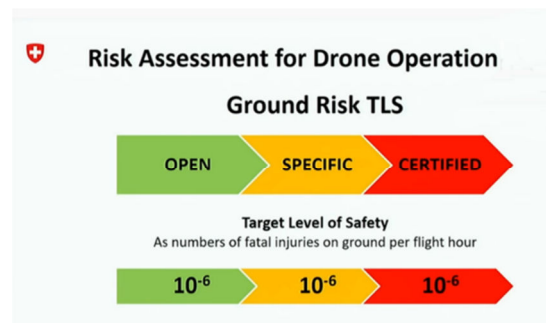 Risk Assessment for Drone Operation
Ground Risk TLS
OPEN SPECIFIC CERTIFIED
Target Level of Safety
As numbers of fatal injuries on ground per flight hour
10⁻⁶ 10⁻⁶ 10⁻⁶